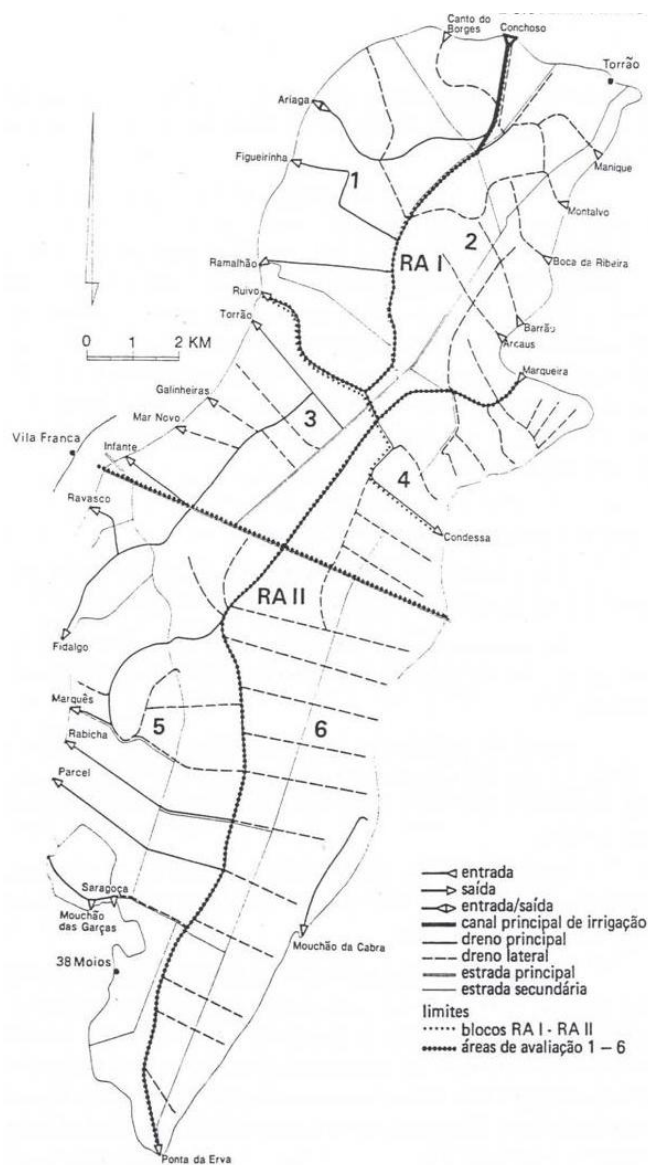 Canto do
Borges
Conchoso
Torrão
Ariaga
Figueirinha
1
Manique
2
Montalvo
RA I
Ramalhão
Boca da Ribeira
Ruivo
Torrão
Barrão
Arcaus
0 1 2 KM
Marqueira
Galinheiras
3
Mar Novo
Vila Franca
Infante
4
Ravasco
Condessa
RA II
Fidalgo
Marquês
5
6
Rabicha
Parcel
Saragoça
Mouchão
das Garças
Mouchão da Cabra
38 Moios
Ponta da Erva
entrada
saída
entrada/saída
canal principal de irrigação
dreno principal
dreno lateral
estrada principal
estrada secundária
limites
blocos RA I - RA II
áreas de avaliação 1 – 6